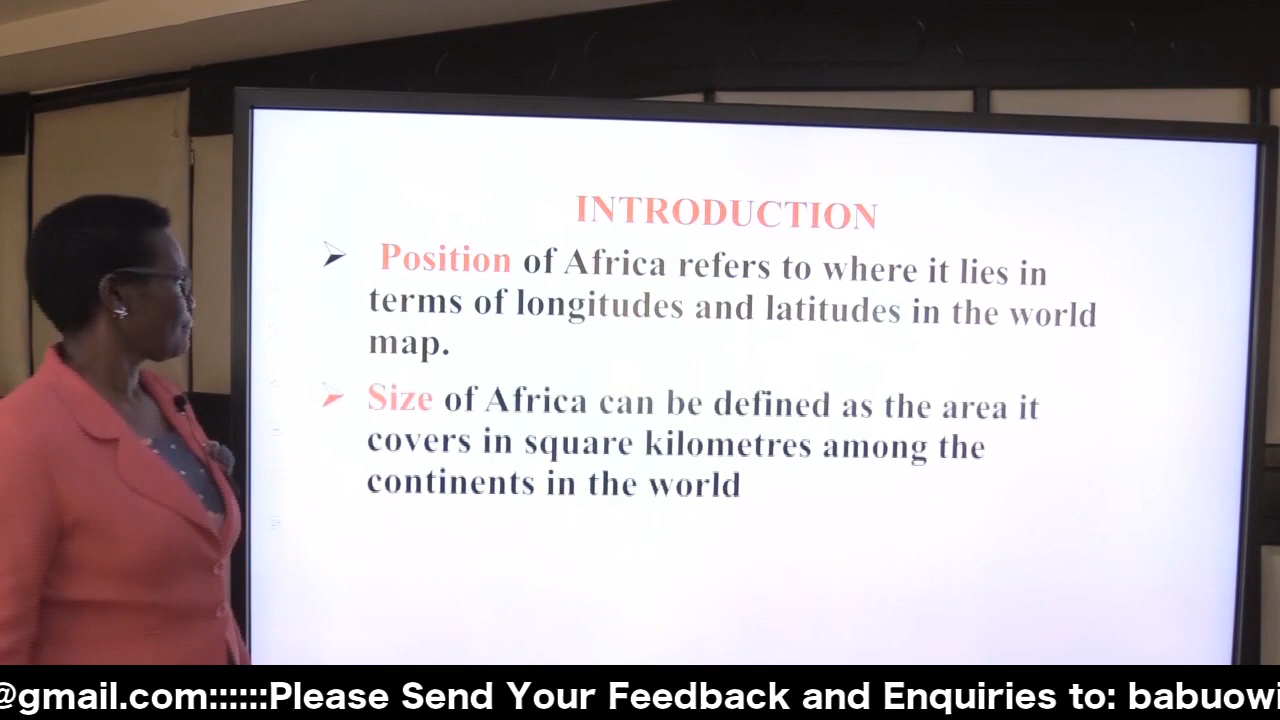 INTRODUCTION
➢ Position of Africa refers to where it lies in
terms of longitudes and latitudes in the world
map.
➢ Size of Africa can be defined as the area it
covers in square kilometres among the
continents in the world
@gmail.com::::::Please Send Your Feedback and Enquiries to: babuowi